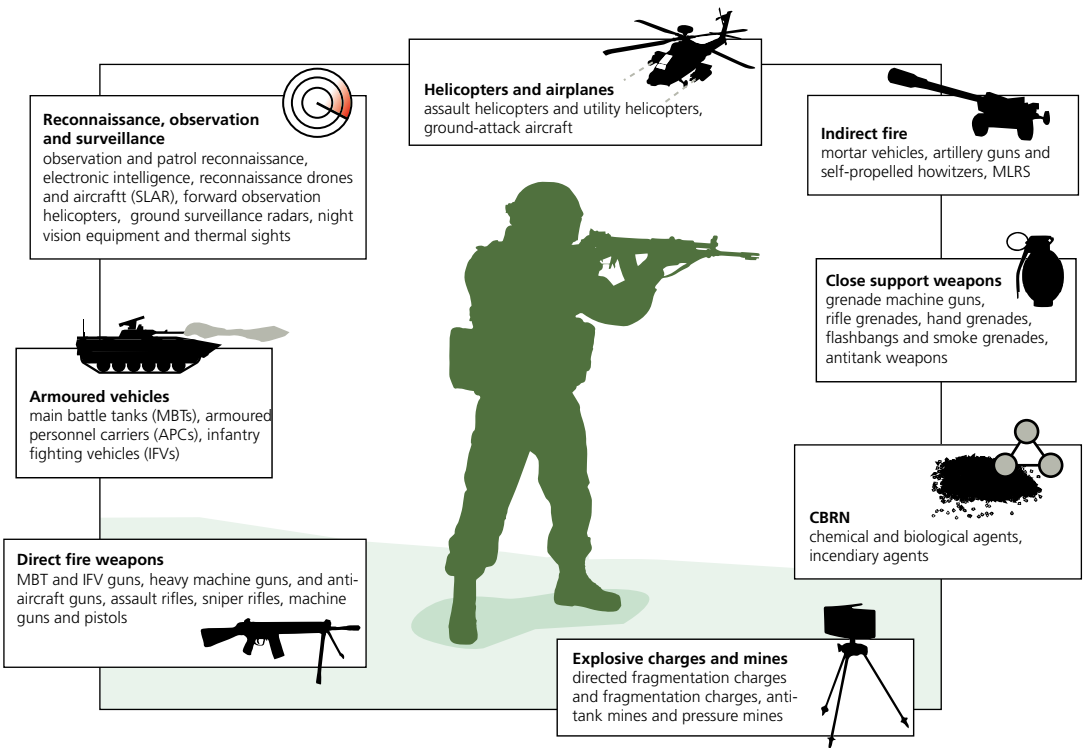 Helicopters and airplanes
assault helicopters and utility helicopters,
ground-attack aircraft
Reconnaissance, observation
and surveillance
observation and patrol reconnaissance,
electronic intelligence, reconnaissance drones
and aircraftt (SLAR), forward observation
helicopters, ground surveillance radars, night
vision equipment and thermal sights
Indirect fire
mortar vehicles, artillery guns and
self-propelled howitzers, MLRS
Close support weapons
grenade machine guns,
rifle grenades, hand grenades,
flashbangs and smoke grenades,
antitank weapons
Armoured vehicles
main battle tanks (MBTs), armoured
personnel carriers (APCs), infantry
fighting vehicles (IFVs)
CBRN
chemical and biological agents,
incendiary agents
Direct fire weapons
MBT and IFV guns, heavy machine guns, and anti-
aircraft guns, assault rifles, sniper rifles, machine
guns and pistols
Explosive charges and mines
directed fragmentation charges
and fragmentation charges, anti-
tank mines and pressure mines